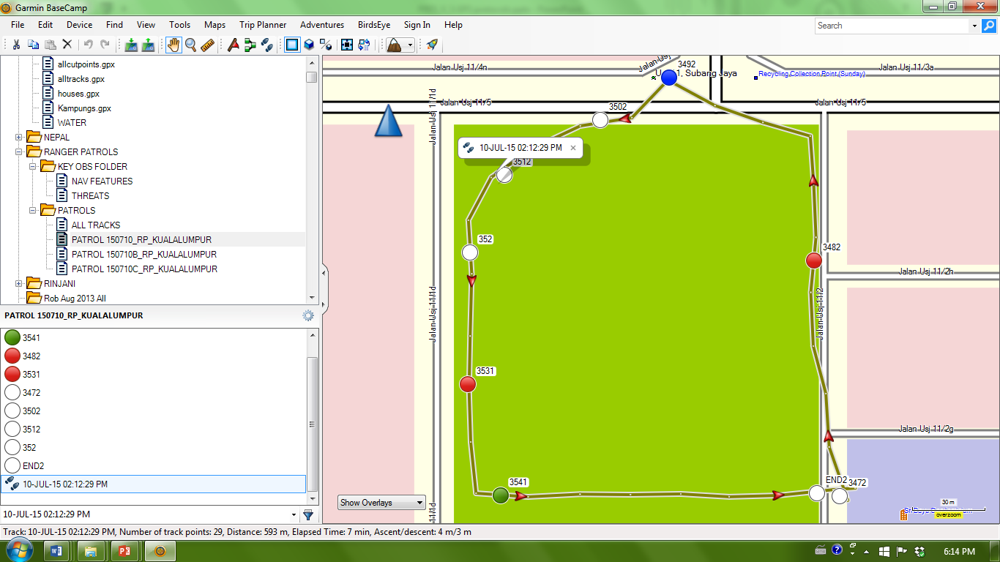 Garmin BaseCamp
File Edit Device Find View Tools Maps Trip Planner Adventures BirdsEye Sign In Help
Search
allcutpoints.gpx
alltracks.gpx
houses.gpx
Kampungs.gpx
WATER
NEPAL
RANGER PATROLS
KEY OBS FOLDER
NAV FEATURES
THREATS
PATROLS
ALL TRACKS
PATROL 150710_RP_KUALALUMPUR
PATROL 150710B_RP_KUALALUMPUR
PATROL 150710C_RP_KUALALUMPUR
RINJANI
Rob Aug 2013 All
PATROL 150710_RP_KUALALUMPUR
3541
3482
3531
3472
3502
3512
352
END2
10-JUL-15 02:12:29 PM
10-JUL-15 02:12:29 PM
Jalan Usj 11/4n
Jalan Usj
3492
1, Subang Jaya
Recycling Collection Point (Sunday)
Jalan Usj 11/3a
Jalan Usj 11/5
Jalan Usj 11/5
Jalan Usj 11/1d
3502
10-JUL-15 02:12:29 PM
3512
352
3482
Jalan Usj 11/2h
Jalan Usj 11/1d
Jalan Usj 11/2
3531
Jalan Usj 11/2g
3541
END2
3472
Show Overlays
30 m
overzoom
Track: 10-JUL-15 02:12:29 PM, Number of track points: 29, Distance: 593 m, Elapsed Time: 7 min, Ascent/descent: 4 m/3 m
6:14 PM